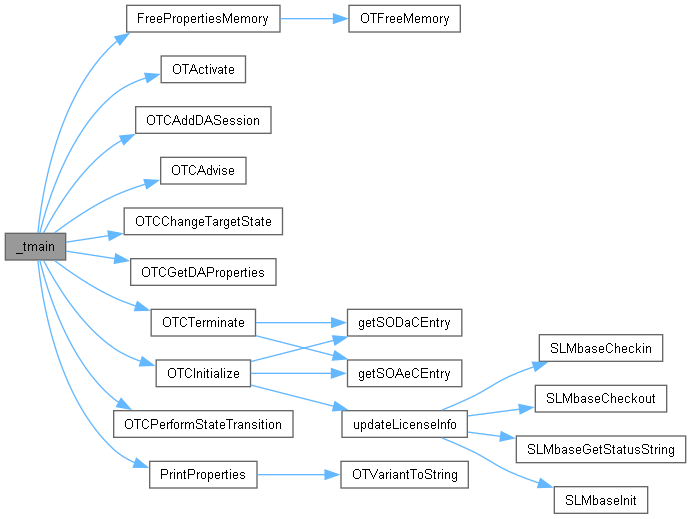 FreePropertiesMemory
OTFreeMemory
OTActivate
OTCAddDASession
OTCAdvise
OTCChangeTargetState
_tmain
OTCGetDAProperties
OTCTerminate
getSODaCEntry
OTCInitialize
getSOAeCEntry
SLMbaseCheckin
SLMbaseCheckout
OTCPerformStateTransition
updateLicenseInfo
SLMbaseGetStatusString
PrintProperties
OTVariantToString
SLMbaseInit